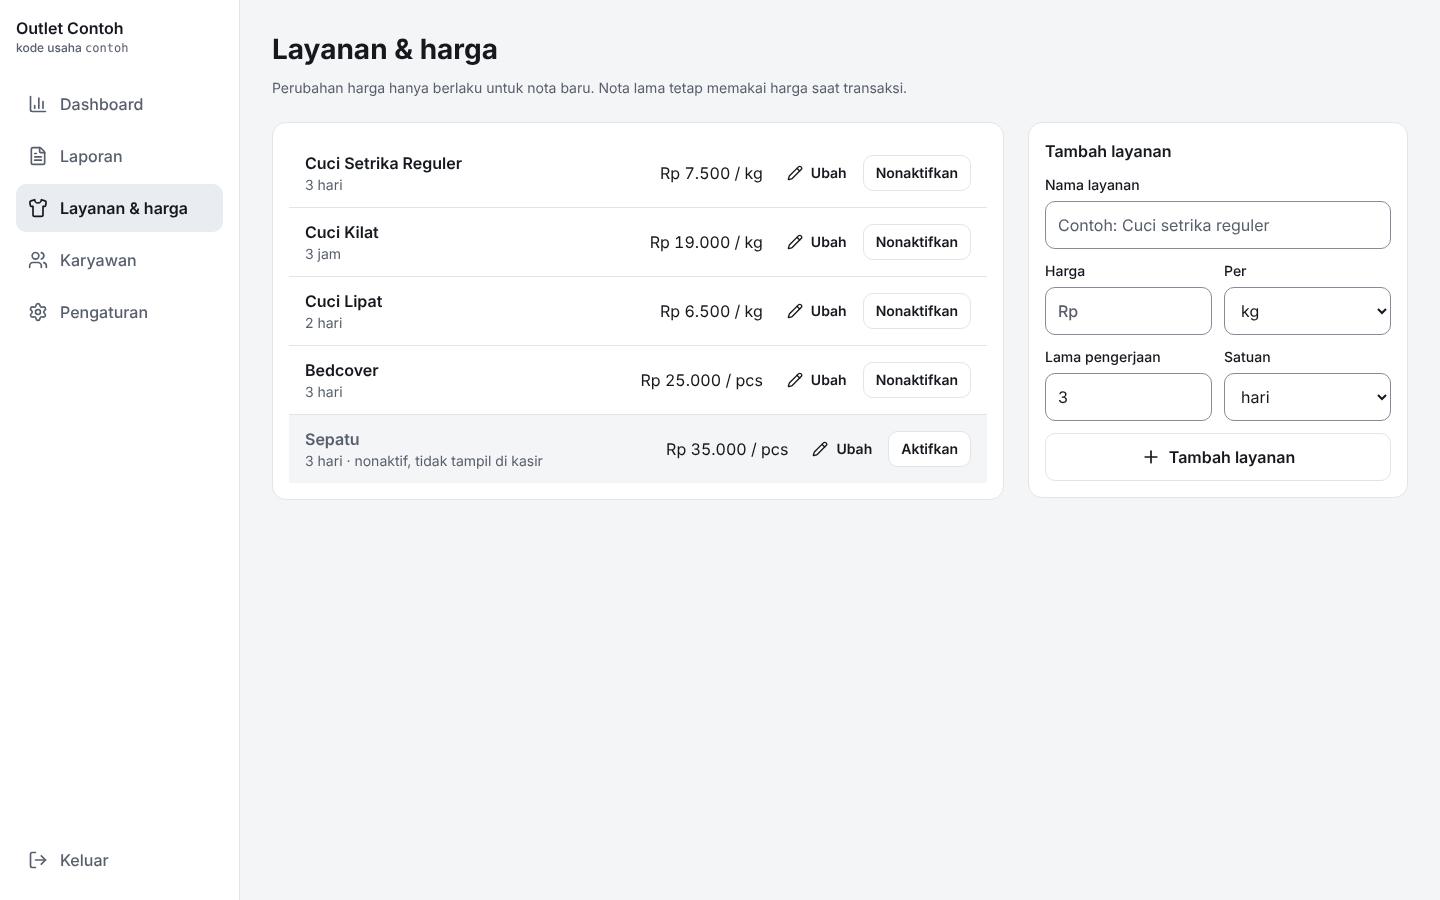 Outlet Contoh
kode usaha contoh
Dashboard
Laporan
Layanan & harga
Karyawan
Pengaturan
Keluar
Layanan & harga
Perubahan harga hanya berlaku untuk nota baru. Nota lama tetap memakai harga saat transaksi.
Cuci Setrika Reguler
3 hari
Rp 7.500 / kg
Ubah
Nonaktifkan
Cuci Kilat
3 jam
Rp 19.000 / kg
Ubah
Nonaktifkan
Cuci Lipat
2 hari
Rp 6.500 / kg
Ubah
Nonaktifkan
Bedcover
3 hari
Rp 25.000 / pcs
Ubah
Nonaktifkan
Sepatu
3 hari · nonaktif, tidak tampil di kasir
Rp 35.000 / pcs
Ubah
Aktifkan
Tambah layanan
Nama layanan
Contoh: Cuci setrika reguler
Harga
Per
Rp
kg
Lama pengerjaan
Satuan
3
hari
Tambah layanan